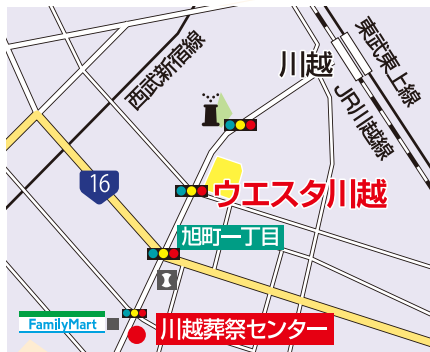 東武東上線
西武新宿線
川越
JR川越線
16
ウエスタ川越
旭町一丁目
FamilyMart
川越葬祭センター